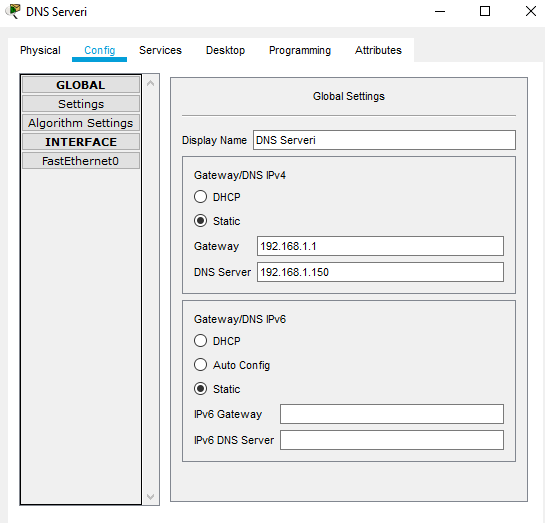 DNS Serveri
Physical Config Services Desktop Programming Attributes
GLOBAL
Settings
Algorithm Settings
INTERFACE
FastEthernet0
Global Settings
Display Name DNS Serveri
Gateway/DNS IPv4
DHCP
Static
Gateway 192.168.1.1
DNS Server 192.168.1.150
Gateway/DNS IPv6
DHCP
Auto Config
Static
IPv6 Gateway
IPv6 DNS Server